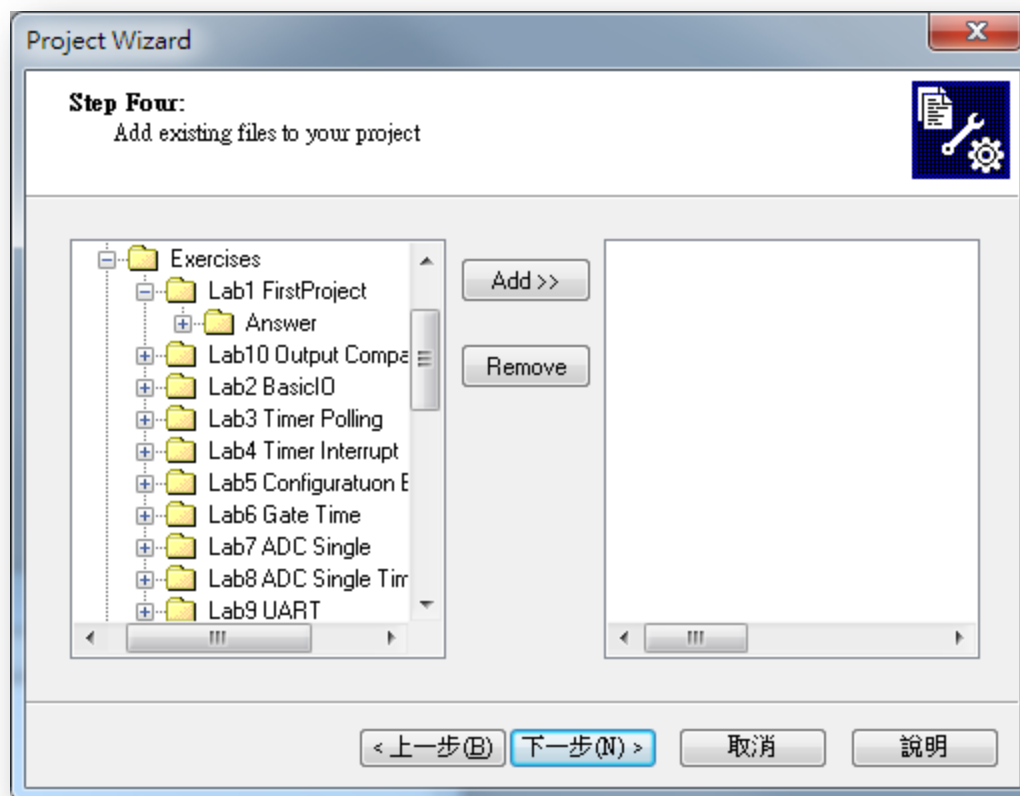 Project Wizard
Step Four:
Add existing files to your project
Exercises
Lab1 FirstProject
Answer
Lab10 Output Compa
Lab2 BasicIO
Lab3 Timer Polling
Lab4 Timer Interrupt
Lab5 Configuratuon E
Lab6 Gate Time
Lab7 ADC Single
Lab8 ADC Single Tim
Lab9 UART
Add >>
Remove
< 上一步(B)
下一步(N) >
取消
說明